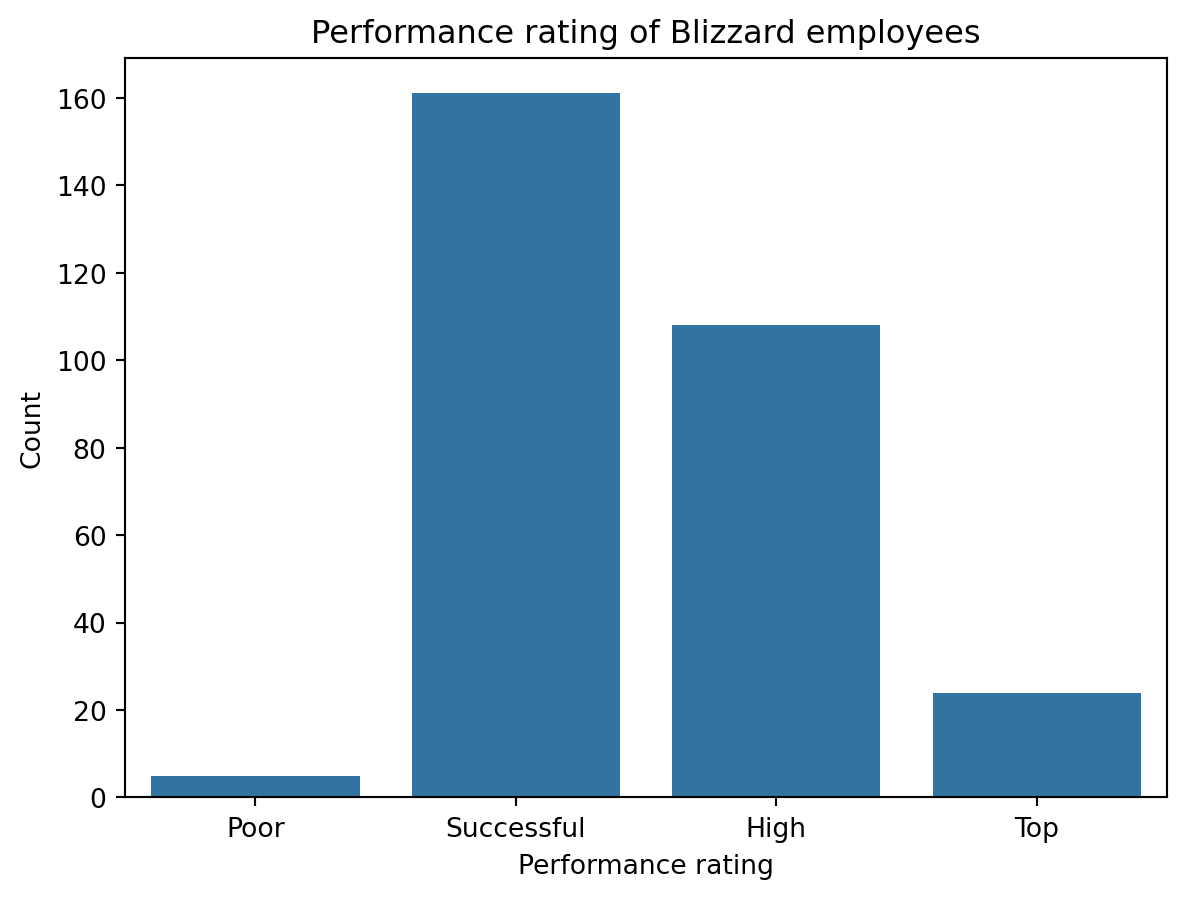 Performance rating of Blizzard employees
160
140
120
100
80
60
40
20
0
Count
Poor Successful High Top
Performance rating